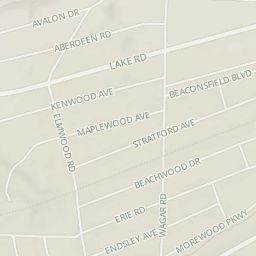 AVALON DR
ABERDEEN RD
LAKE RD
BEACONSFIELD BLVD
KENWOOD AVE
MAPLEWOOD AVE
STRATFORD AVE
ELMWOOD RD
BEACHWOOD DR
WAGAR RD
ERIE RD
MOREWOOD PKWY
ENDSLEY AVE